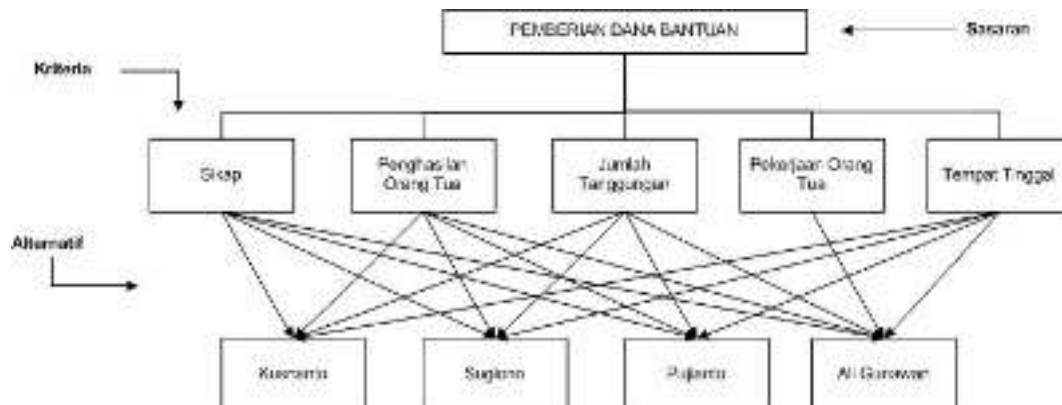 PEMBERIAN DANA BANTUAN
Sasaran
Kriteria
Sikap
Penghasilan
Orang Tua
Jumlah
Tanggungan
Pekerjaan Orang
Tua
Tempat Tinggal
Alternatif
Sugiono
Pujianto
Ali Gunawan